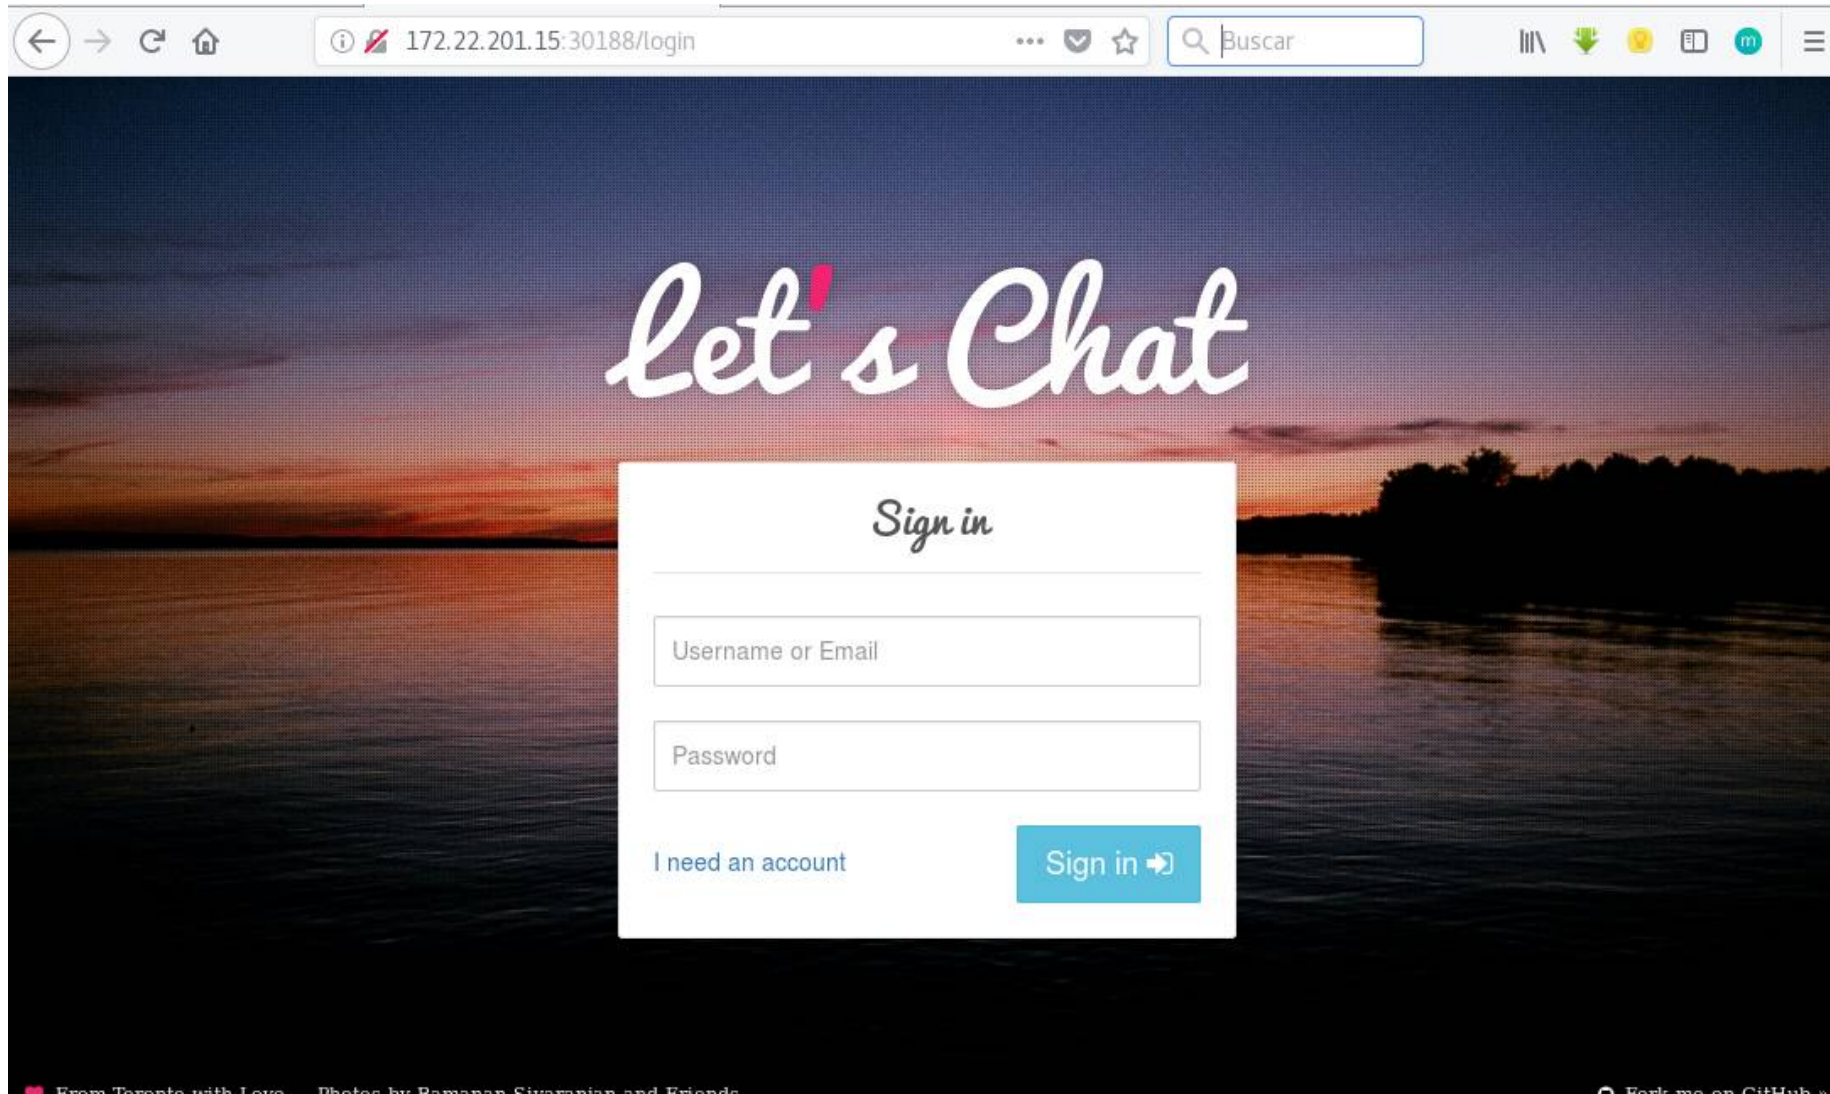 172.22.201.15:30188/login
Buscar
m
Let's Chat
Sign in
Username or Email
Password
I need an account
Sign in
From Toronto with Love Photos by Ramanan Sivaranjan and Friends
Fork me on GitHub »